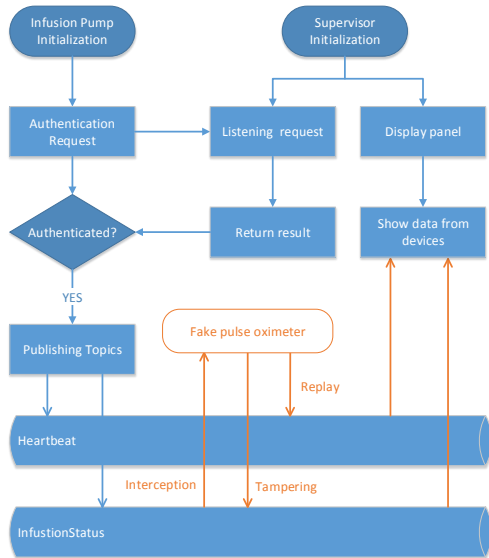 Infusion Pump
Initialization
Supervisor
Initialization
Authentication
Request
Listening request
Display panel
Authenticated?
Return result
Show data from
devices
YES
Fake pulse oximeter
Publishing Topics
Replay
Heartbeat
Interception
Tampering
InfustionStatus